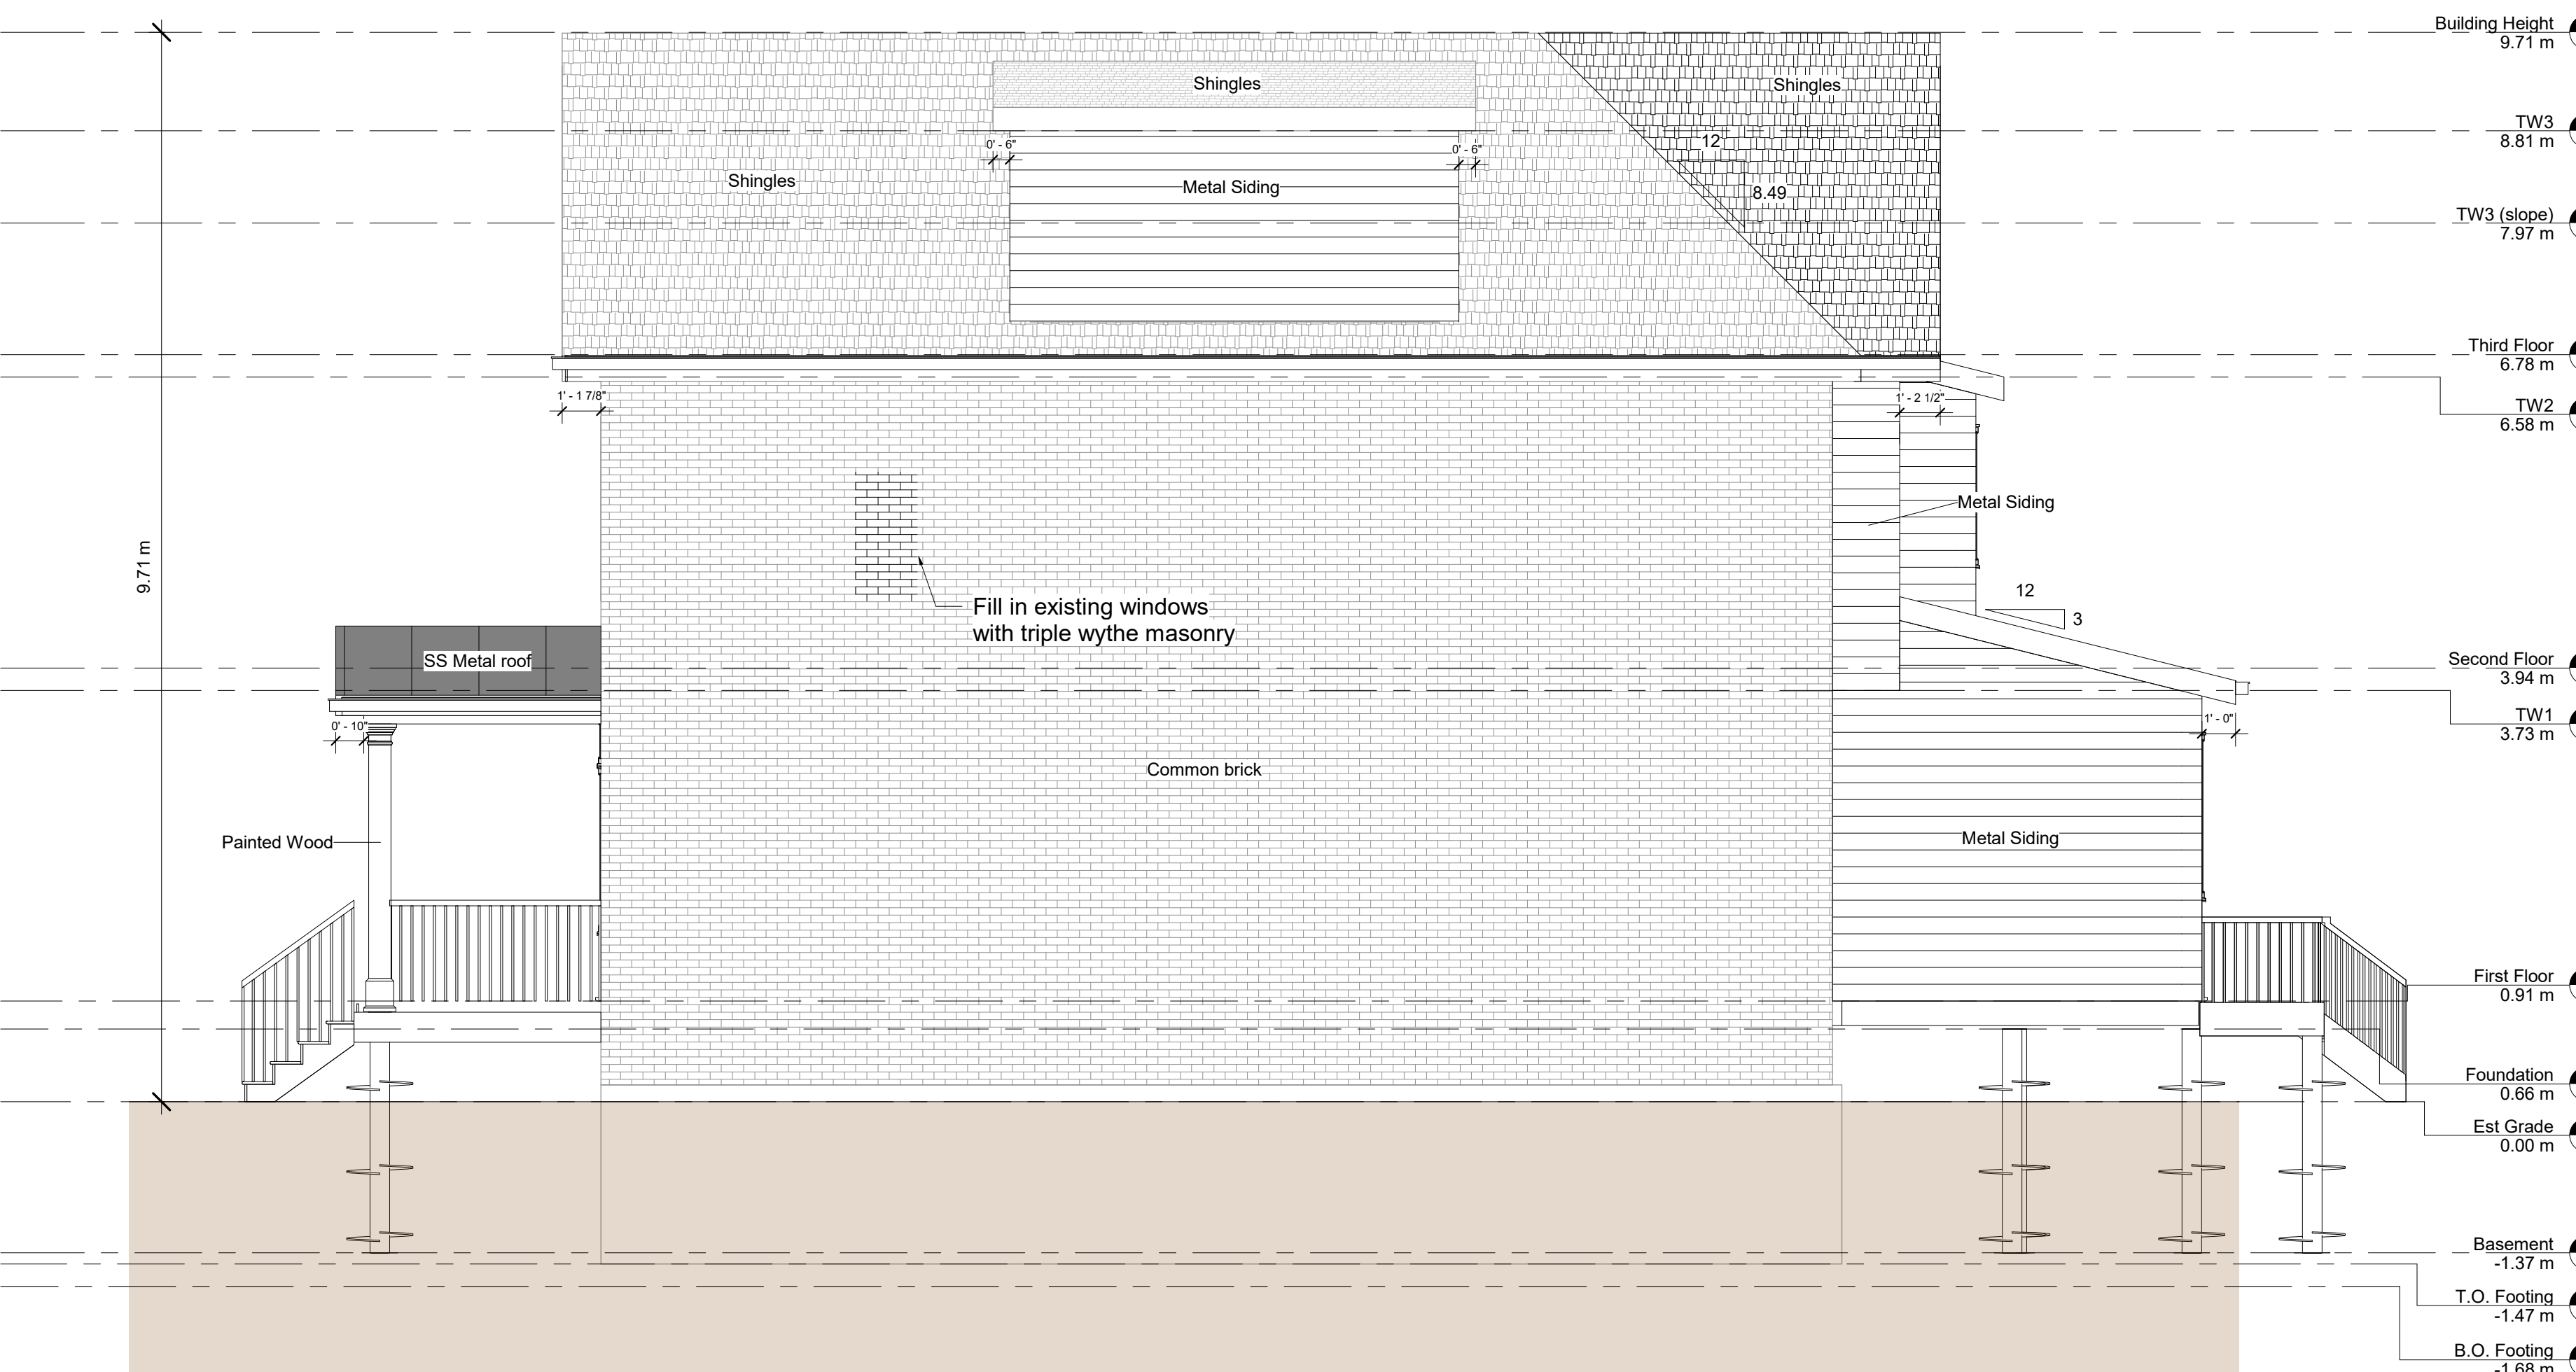 Building Height
9.71 m
Shingles
Shingles
TW3
8.81 m
12
0' - 6"
0' - 6"
Shingles
Metal Siding
8.49
TW3 (slope)
7.97 m
Third Floor
6.78 m
1' - 1 7/8"
1' - 2 1/2"
TW2
6.58 m
Metal Siding
9.71 m
12
3
Fill in existing windows
with triple wythe masonry
SS Metal roof
Second Floor
3.94 m
0' - 10"
1' - 0"
TW1
3.73 m
Common brick
Painted Wood
Metal Siding
First Floor
0.91 m
Foundation
0.66 m
Est Grade
0.00 m
Basement
-1.37 m
T.O. Footing
-1.47 m
B.O. Footing
-1.68 m